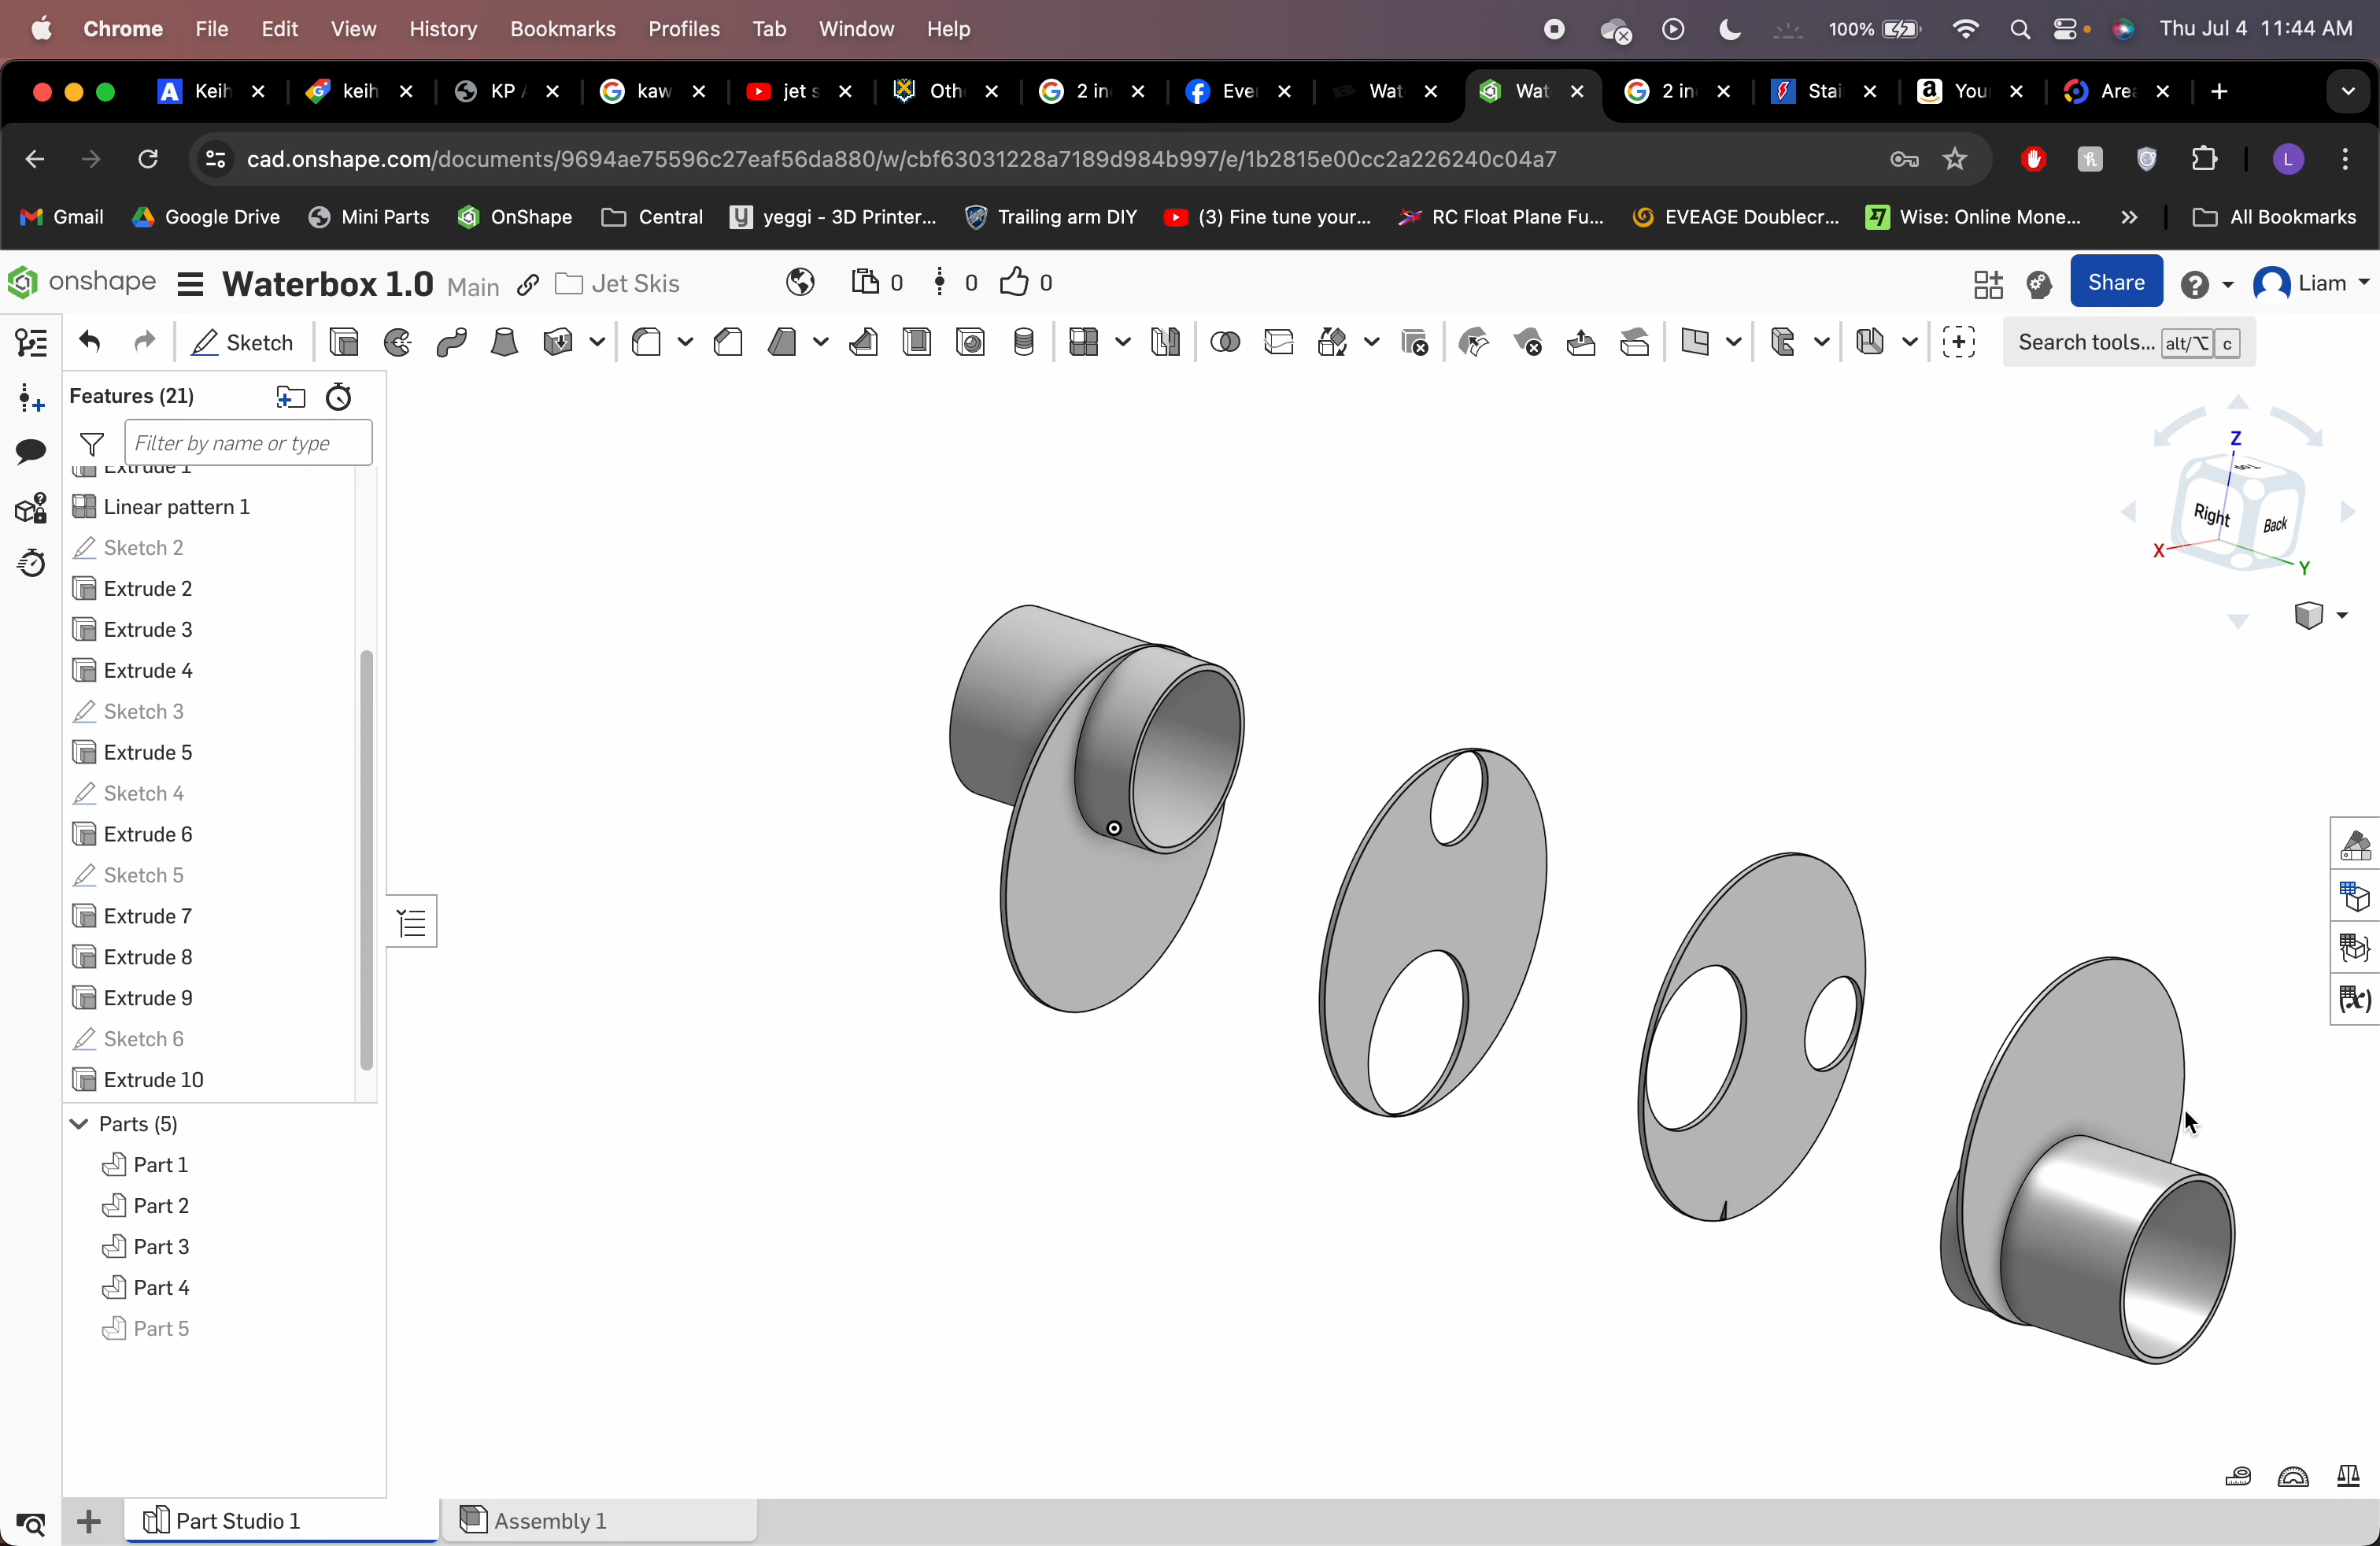 Chrome File Edit View History Bookmarks Profiles Tab Window Help 100% Thu Jul 4 11:44 AM
Keih keih KP kaw jet s Oth 2 in Eve Wat Wat 2 in Stai You Are
cad.onshape.com/documents/9694ae75596c27eaf56da880/w/cbf63031228a7189d984b997/e/1b2815e00cc2a226240c04a7 L
Gmail Google Drive Mini Parts OnShape Central yeggi - 3D Printer... Trailing arm DIY (3) Fine tune your... RC Float Plane Fu... EVEAGE Doublecr... Wise: Online Mone... » All Bookmarks
onshape Waterbox 1.0 Main Jet Skis 0 0 0 Share Liam
Sketch Search tools... alt/⌥ c
Features (21)
Filter by name or type
Extrude 1
Linear pattern 1
Sketch 2
Extrude 2
Extrude 3
Extrude 4
Sketch 3
Extrude 5
Sketch 4
Extrude 6
Sketch 5
Extrude 7
Extrude 8
Extrude 9
Sketch 6
Extrude 10
Parts (5)
Part 1
Part 2
Part 3
Part 4
Part 5
Z
Top
Right Back
X
Y
Part Studio 1 Assembly 1